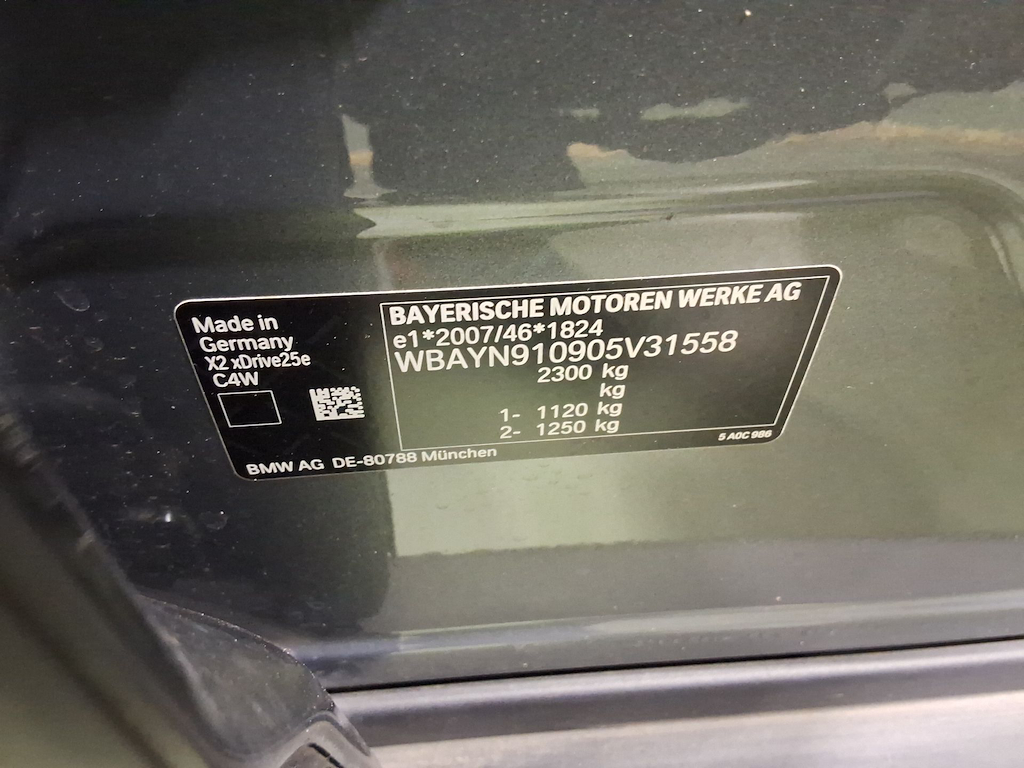 Made in
Germany
X2 xDrive25e
C4W
BAYERISCHE MOTOREN WERKE AG
e1*2007/46*1824
WBAYN910905V31558
2300 kg
kg
1- 1120 kg
2- 1250 kg
5 A0C 986
BMW AG DE-80788 München